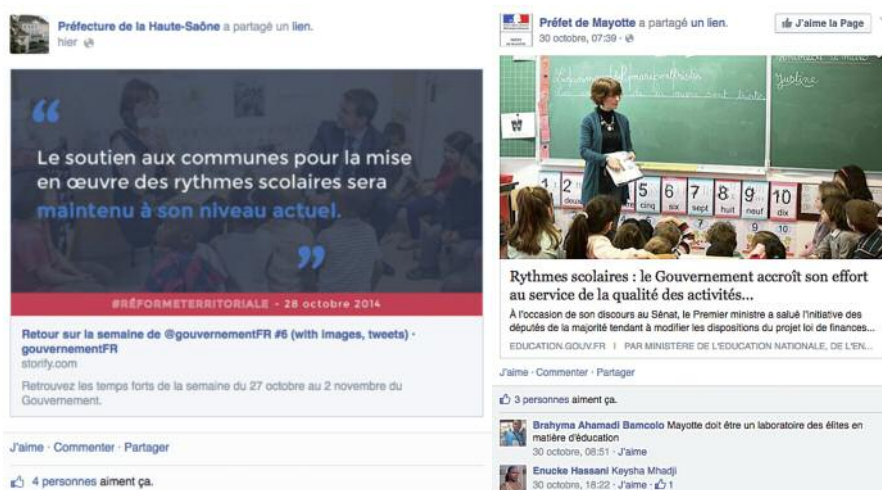 Préfecture de la Haute-Saône a partagé un lien.
hier
“
Le soutien aux communes pour la mise
en œuvre des rythmes scolaires sera
maintenu à son niveau actuel.
”
#RÉFORMETERRITORIALE - 28 octobre 2014
Retour sur la semaine de @gouvernementFR #6 (with images, tweets) ·
gouvernementFR
storify.com
Retrouvez les temps forts de la semaine du 27 octobre au 2 novembre du
Gouvernement.
J'aime · Commenter · Partager
4 personnes aiment ça.
Préfet de Mayotte a partagé un lien.
30 octobre, 07:39 ·
J'aime la Page
Justine
1 2 5 6 7 8 9 10
deux cinq six sept huit neuf dix
9 10
Rythmes scolaires : le Gouvernement accroît son effort
au service de la qualité des activités...
À l'occasion de son discours au Sénat, le Premier ministre a salué l'initiative des
députés de la majorité tendant à modifier les dispositions du projet loi de finances...
EDUCATION.GOUV.FR | PAR MINISTÈRE DE L'EDUCATION NATIONALE, DE L'EN...
J'aime · Commenter · Partager
3 personnes aiment ça.
Brahyma Ahamadi Bamcolo Mayotte doit être un laboratoire des élites en
matière d'éducation
30 octobre, 08:51 · J'aime
Enucke Hassani Keysha Mhadji
30 octobre, 18:22 · J'aime · 1